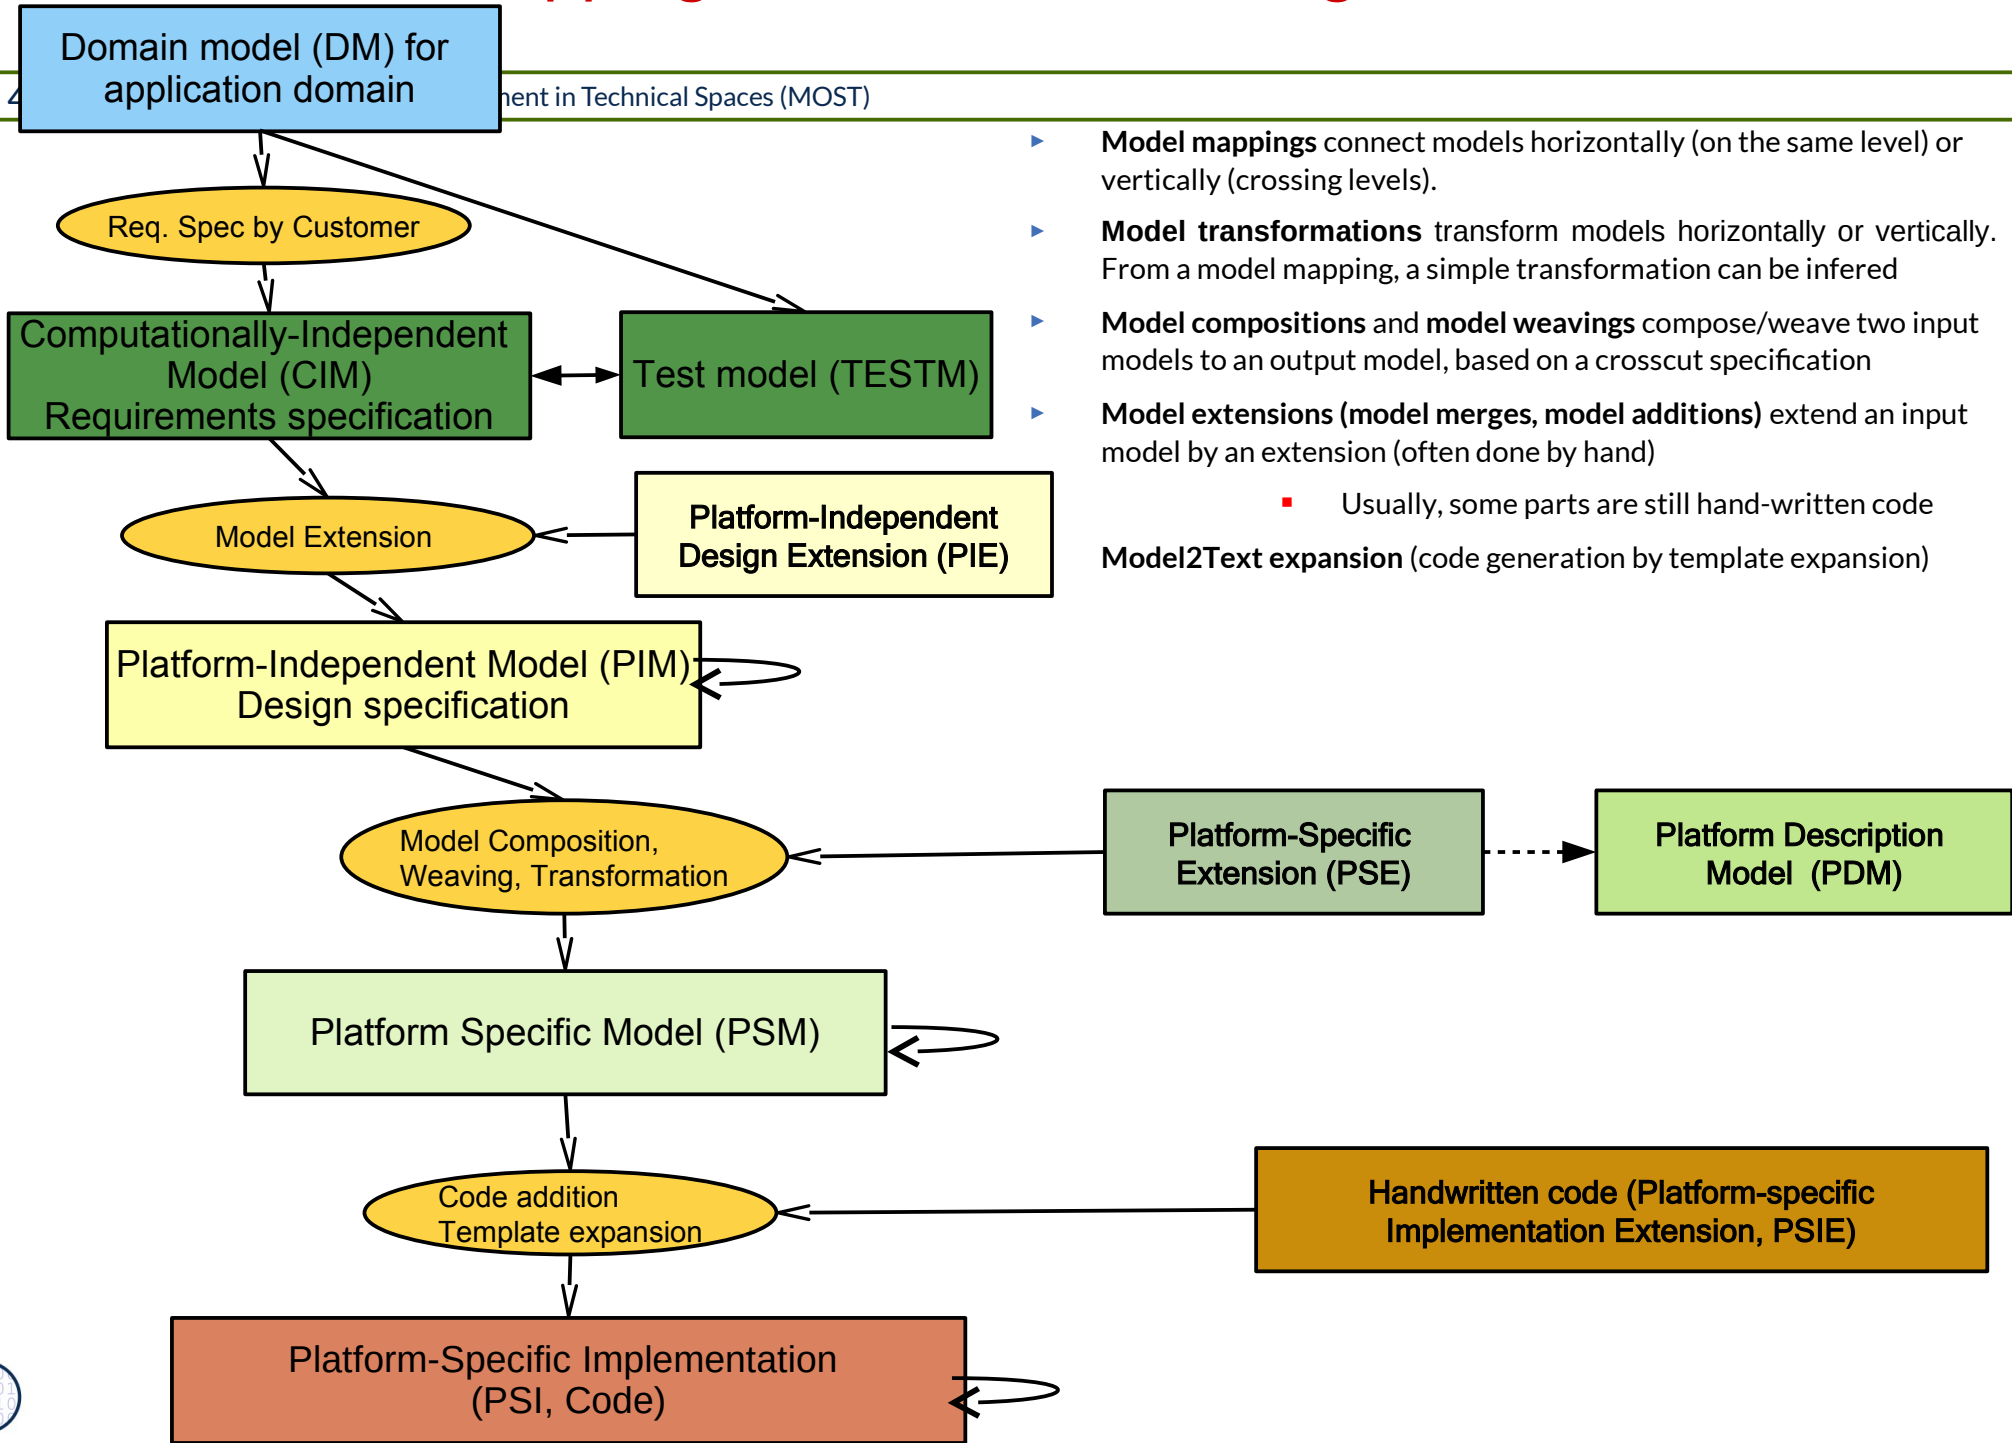 Domain model (DM) for
application domain
ment in Technical Spaces (MOST)
Req. Spec by Customer
Computationally-Independent
Model (CIM)
Requirements specification
Test model (TESTM)
Model Extension
Platform-Independent
Design Extension (PIE)
Platform-Independent Model (PIM)
Design specification
Model Composition,
Weaving, Transformation
Platform-Specific
Extension (PSE)
Platform Description
Model (PDM)
Platform Specific Model (PSM)
Code addition
Template expansion
Handwritten code (Platform-specific
Implementation Extension, PSIE)
Platform-Specific Implementation
(PSI, Code)
Model mappings connect models horizontally (on the same level) or
vertically (crossing levels).
Model transformations transform models horizontally or vertically.
From a model mapping, a simple transformation can be infered
Model compositions and model weavings compose/weave two input
models to an output model, based on a crosscut specification
Model extensions (model merges, model additions) extend an input
model by an extension (often done by hand)
Usually, some parts are still hand-written code
Model2Text expansion (code generation by template expansion)